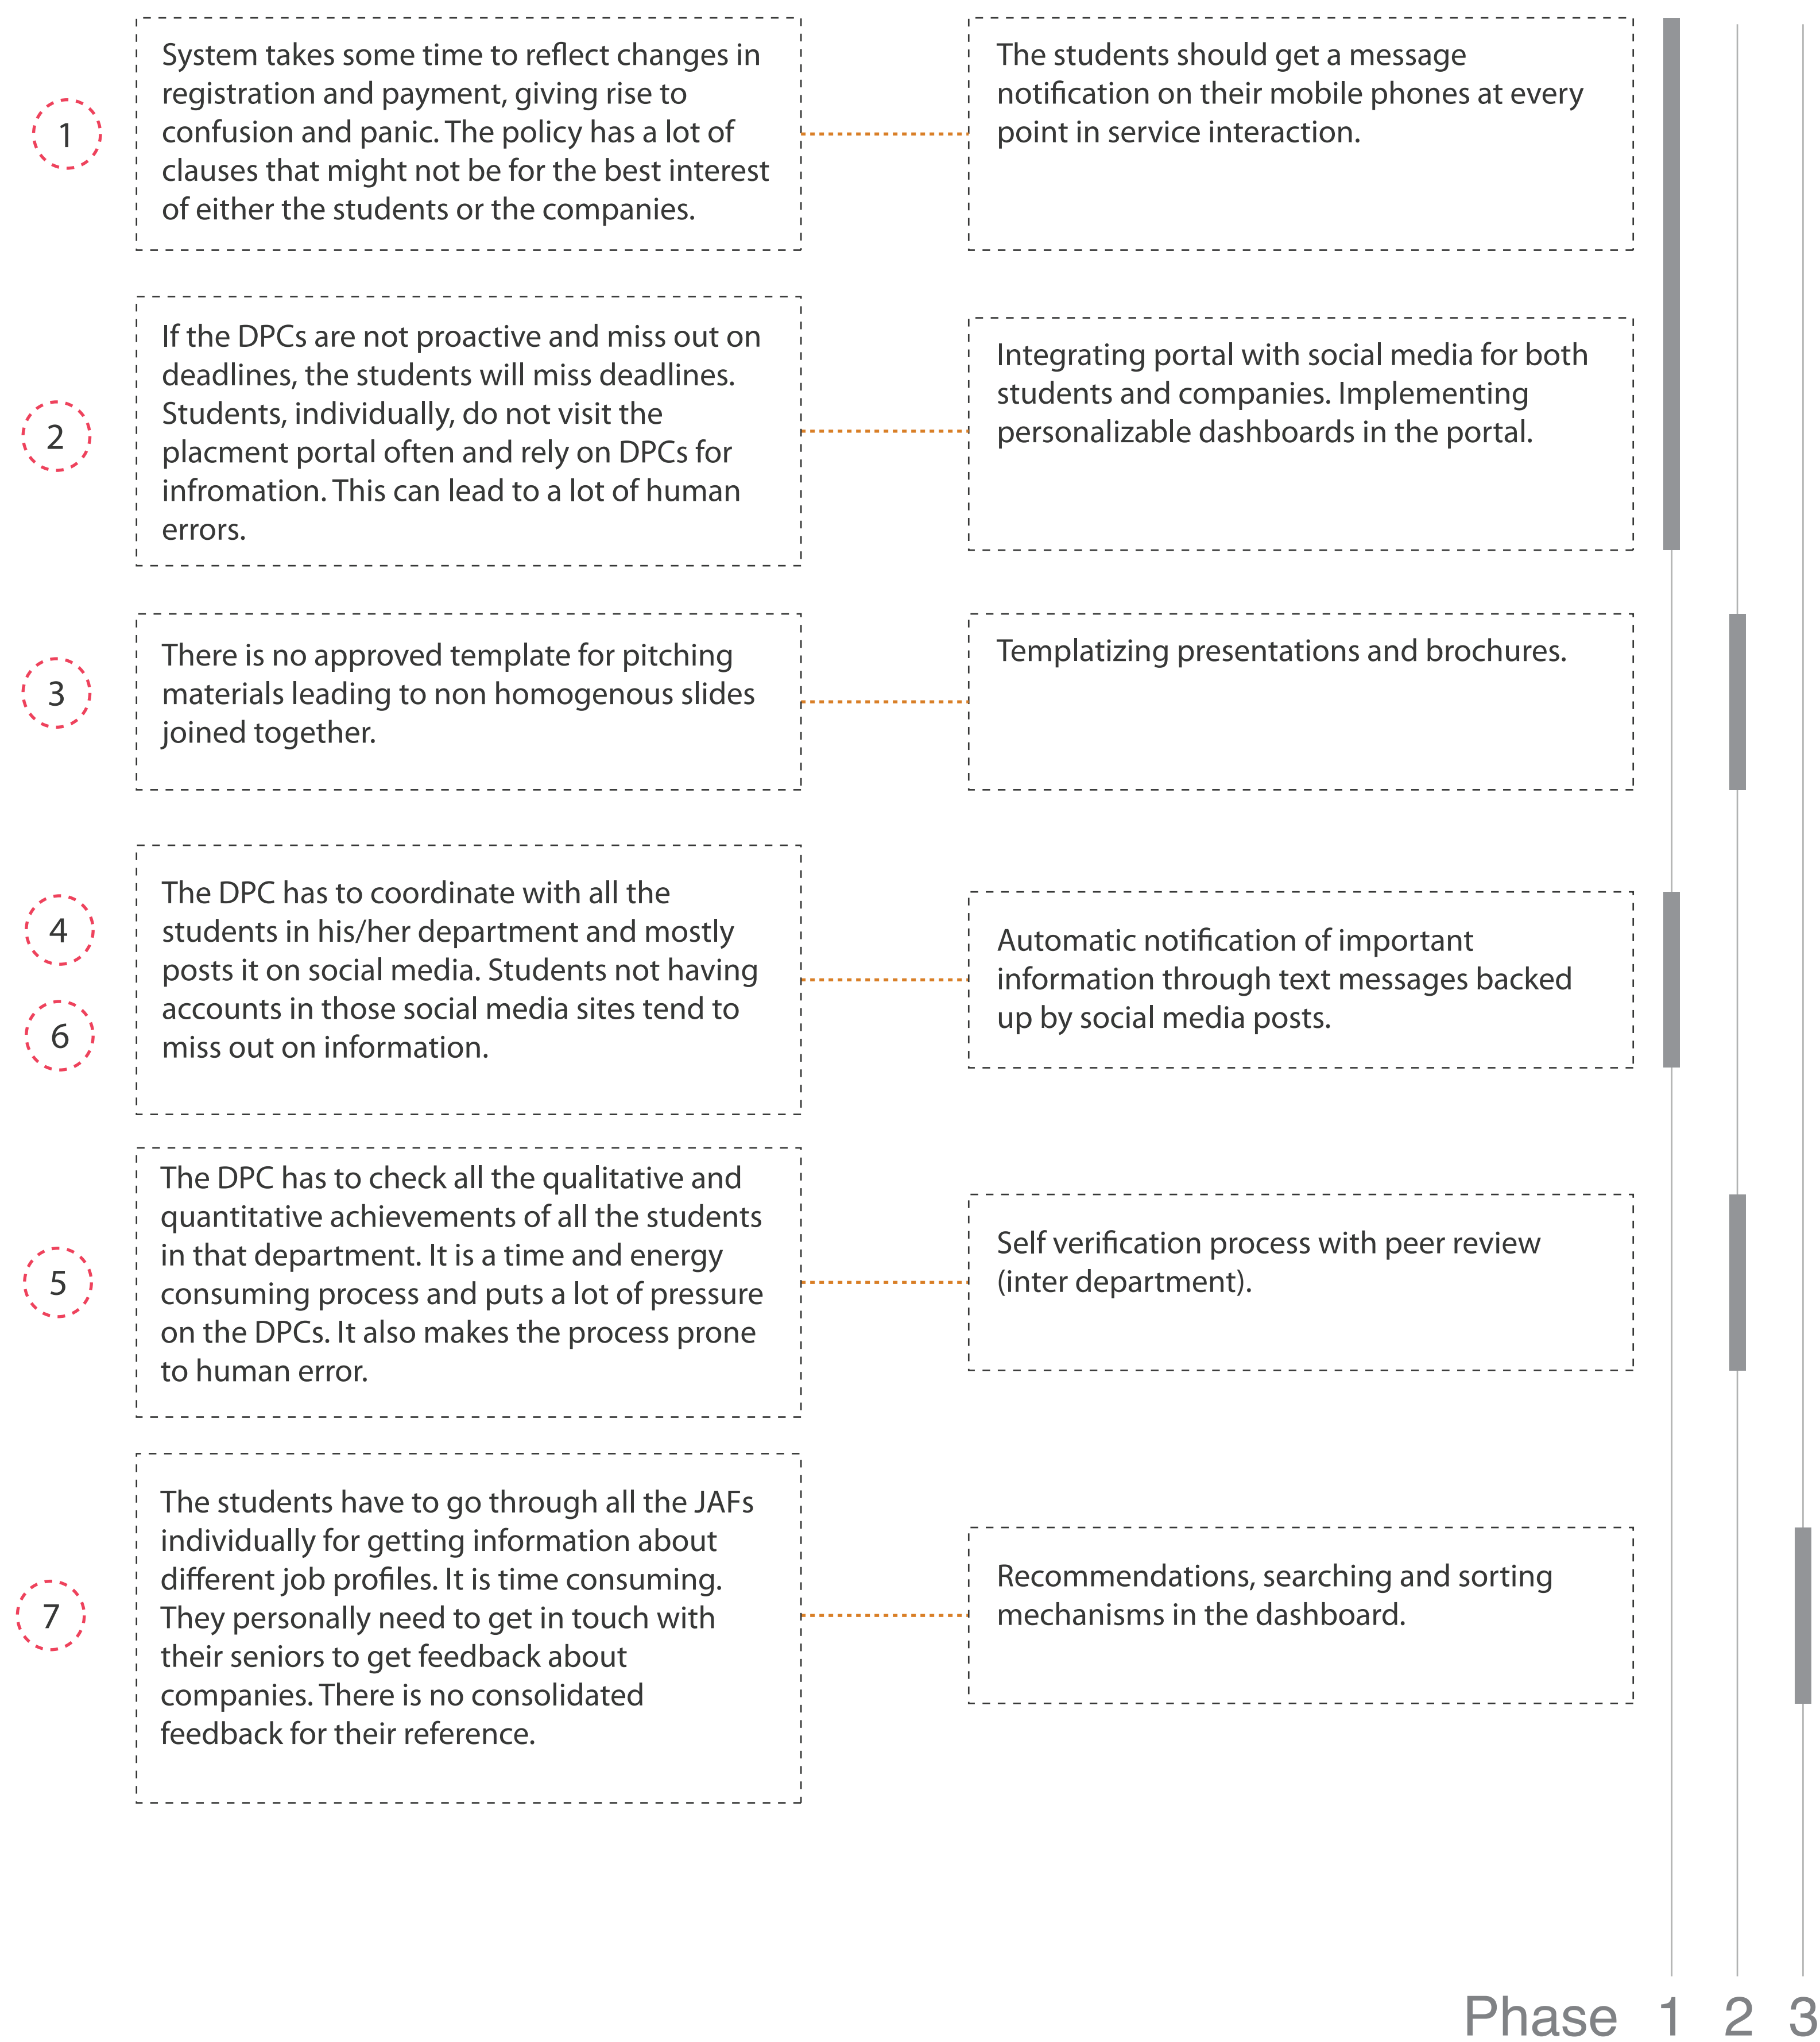 1
System takes some time to reflect changes in
registration and payment, giving rise to
confusion and panic. The policy has a lot of
clauses that might not be for the best interest
of either the students or the companies.
The students should get a message
notification on their mobile phones at every
point in service interaction.
2
If the DPCs are not proactive and miss out on
deadlines, the students will miss deadlines.
Students, individually, do not visit the
placment portal often and rely on DPCs for
infromation. This can lead to a lot of human
errors.
Integrating portal with social media for both
students and companies. Implementing
personalizable dashboards in the portal.
3
There is no approved template for pitching
materials leading to non homogenous slides
joined together.
Templatizing presentations and brochures.
4
6
The DPC has to coordinate with all the
students in his/her department and mostly
posts it on social media. Students not having
accounts in those social media sites tend to
miss out on information.
Automatic notification of important
information through text messages backed
up by social media posts.
5
The DPC has to check all the qualitative and
quantitative achievements of all the students
in that department. It is a time and energy
consuming process and puts a lot of pressure
on the DPCs. It also makes the process prone
to human error.
Self verification process with peer review
(inter department).
7
The students have to go through all the JAFs
individually for getting information about
different job profiles. It is time consuming.
They personally need to get in touch with
their seniors to get feedback about
companies. There is no consolidated
feedback for their reference.
Recommendations, searching and sorting
mechanisms in the dashboard.
Phase 1 2 3